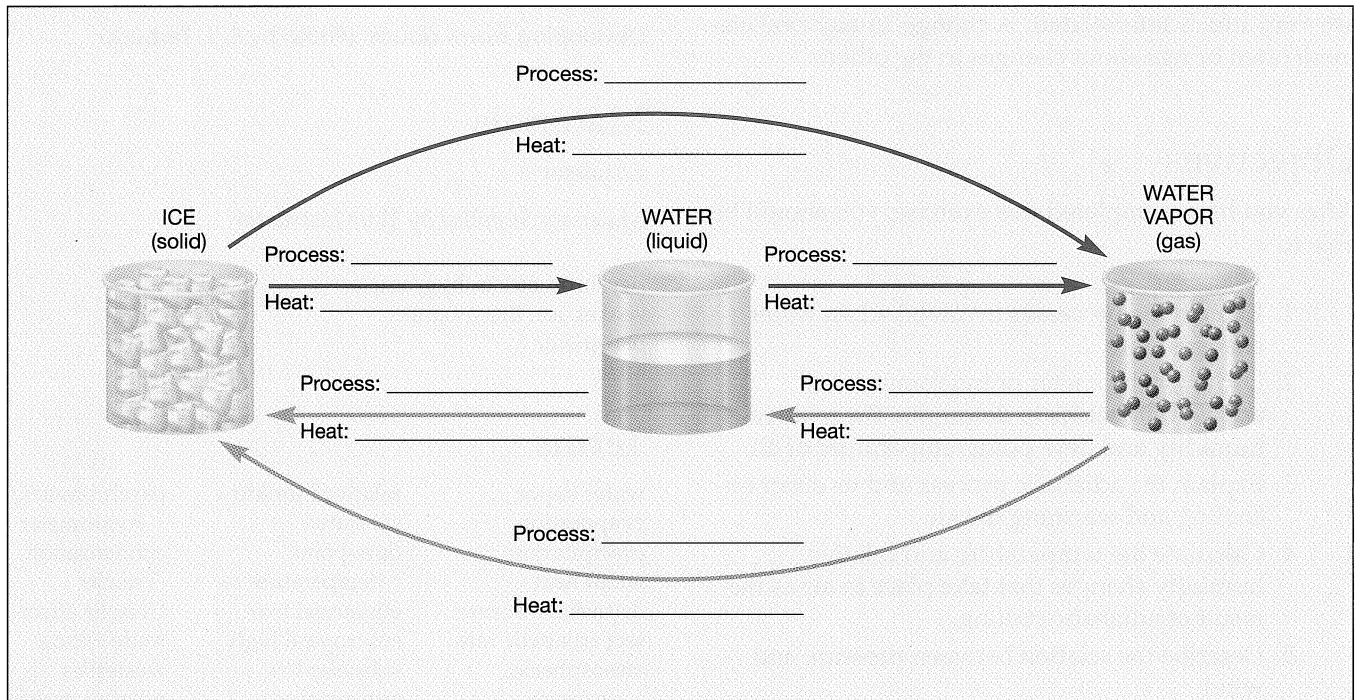 Process:
Heat:
ICE
(solid)
WATER
(liquid)
WATER
VAPOR
(gas)
Process:
Heat:
Process:
Heat:
Process:
Heat:
Process:
Heat:
Process:
Heat: